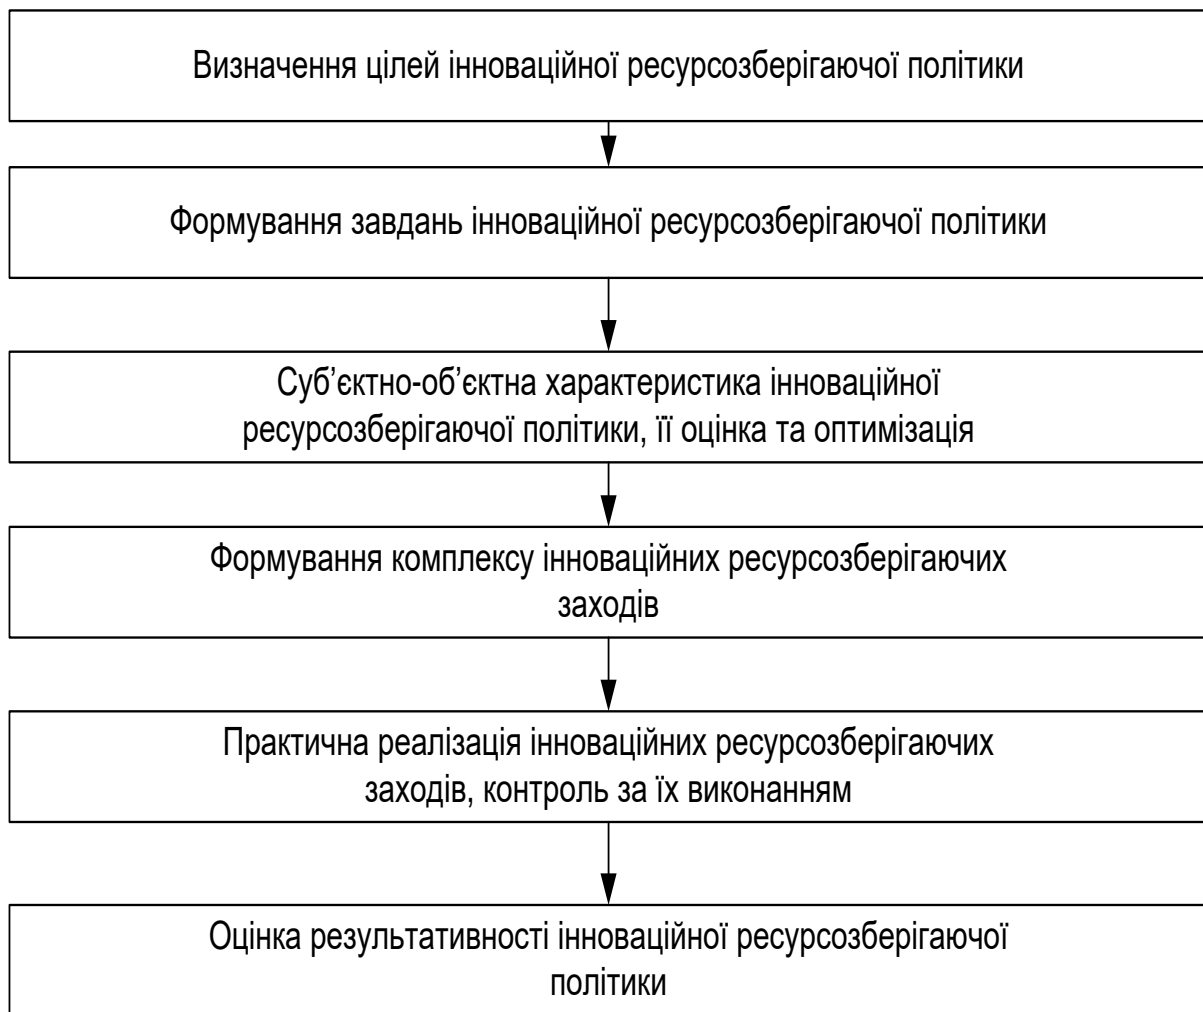 Визначення цілей інноваційної ресурсозберігаючої політики
Формування завдань інноваційної ресурсозберігаючої політики
Суб’єктно-об’єктна характеристика інноваційної
ресурсозберігаючої політики, її оцінка та оптимізація
Формування комплексу інноваційних ресурсозберігаючих
заходів
Практична реалізація інноваційних ресурсозберігаючих
заходів, контроль за їх виконанням
Оцінка результативності інноваційної ресурсозберігаючої
політики